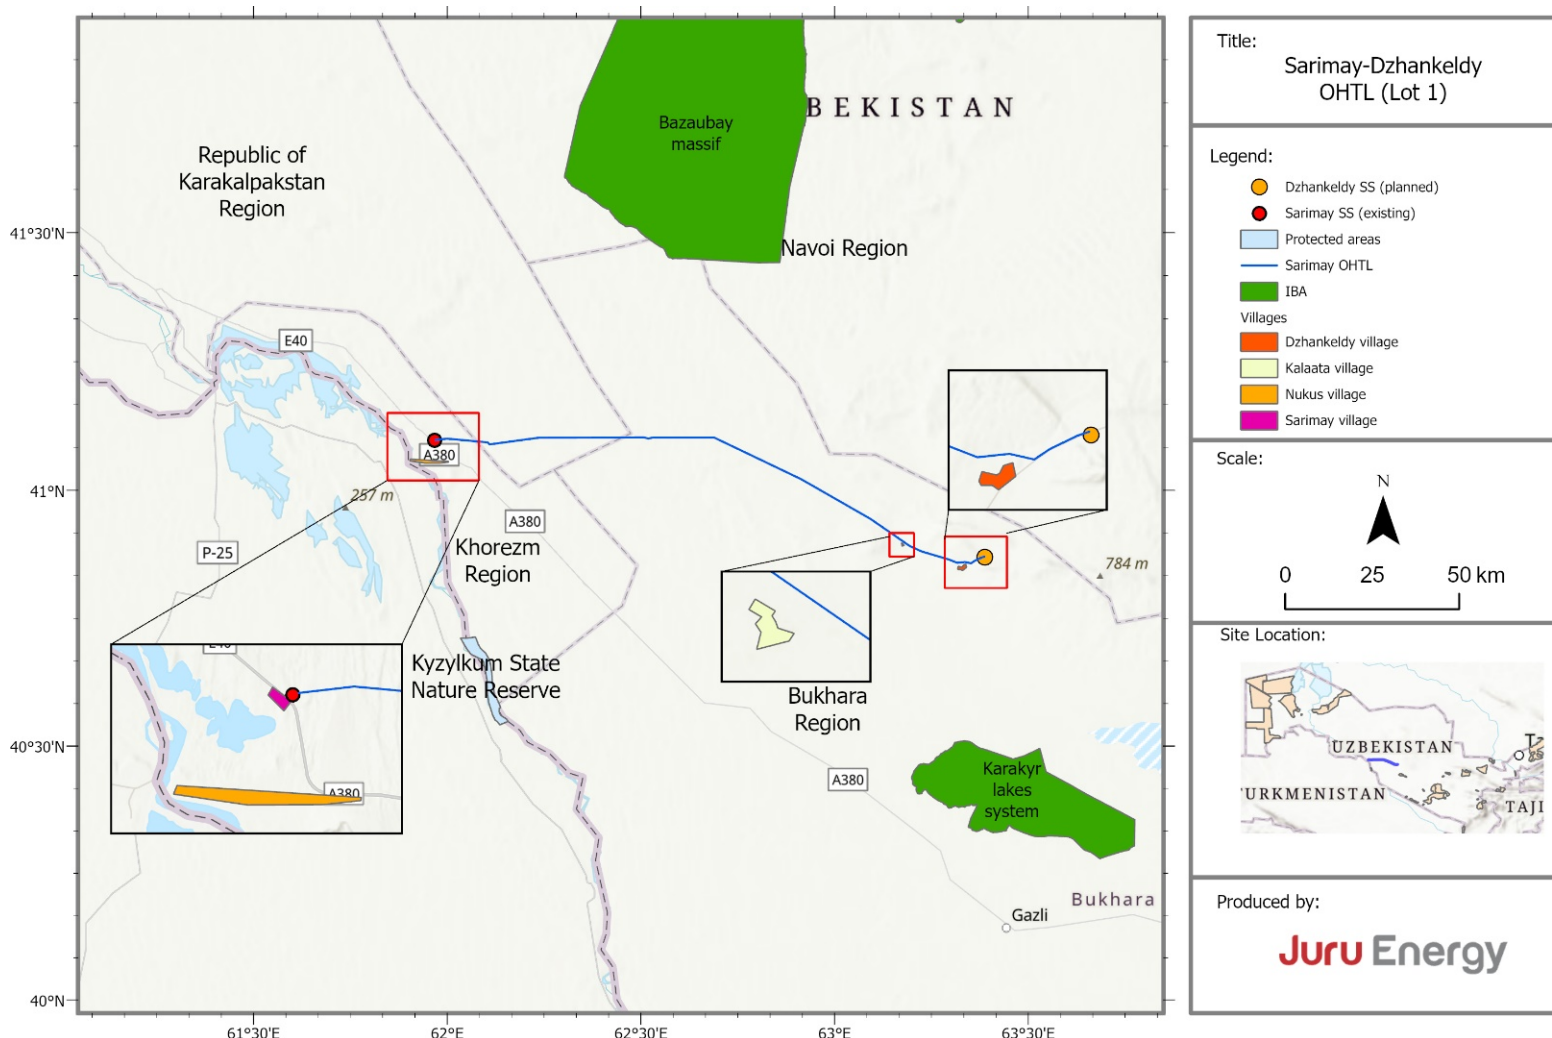 BEKISTAN
Bazaubay
massif
Republic of
Karakalpakstan
Region
41°30'N
Navoi Region
E40
A380
41°N
257 m
A380
P-25
Khorezm
Region
784 m
E40
Kyzylkum State
Nature Reserve
Bukhara
Region
40°30'N
A380
A380
Karakyr
lakes
system
Bukhara
Gazli
40°N
61°30'E
62°E
62°30'E
63°E
63°30'E
Title:
Sarimay-Dzhankeldy
OHTL (Lot 1)
Legend:
Dzhankeldy SS (planned)
Sarimay SS (existing)
Protected areas
Sarimay OHTL
IBA
Villages
Dzhankeldy village
Kalaata village
Nukus village
Sarimay village
Scale:
N
0 25 50 km
Site Location:
UZBEKISTAN
TURKMENISTAN
TAJI
Produced by:
Juru Energy